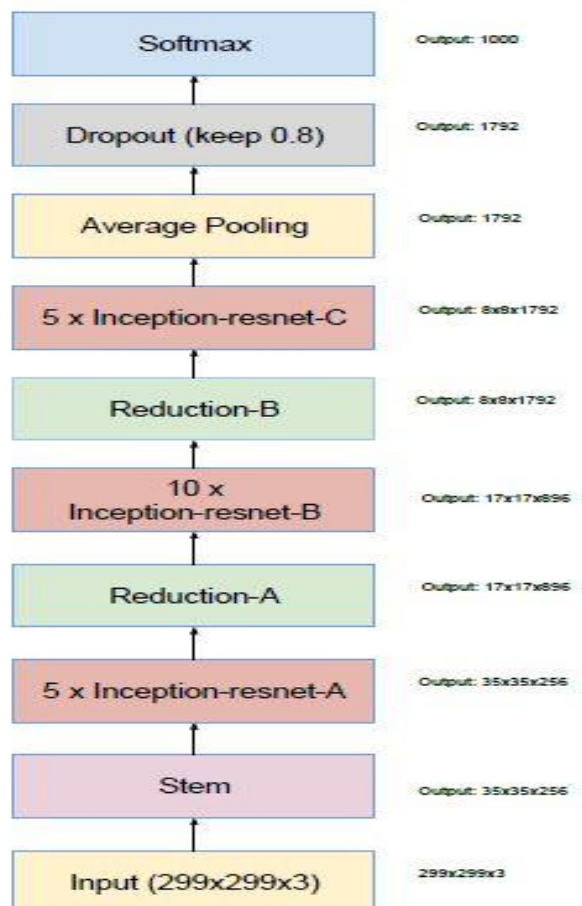 Softmax
Output: 1000
Dropout (keep 0.8)
Output: 1792
Average Pooling
Output: 1792
5 x Inception-resnet-C
Output: 8x8x1792
Reduction-B
Output: 8x8x1792
10 x
Inception-resnet-B
Output: 17x17x896
Reduction-A
Output: 17x17x896
5 x Inception-resnet-A
Output: 35x35x256
Stem
Output: 35x35x256
Input (299x299x3)
299x299x3